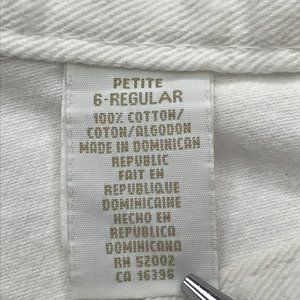 PETITE
6-REGULAR
100% COTTON/
COTON/ALGODON
MADE IN DOMINICAN
REPUBLIC
FAIT EN
REPUBLIQUE
DOMINICAINE
HECHO EN
REPUBLICA
DOMINICANA
RN 52002
CA 16396